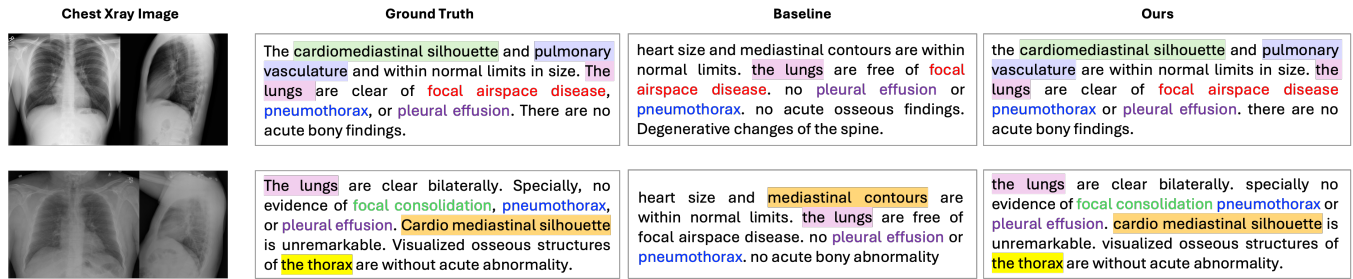 Chest Xray Image
Ground Truth
Baseline
Ours
The cardiomediastinal silhouette and pulmonary
vasculature and within normal limits in size. The
lungs are clear of focal airspace disease,
pneumothorax, or pleural effusion. There are no
acute bony findings.
heart size and mediastinal contours are within
normal limits. the lungs are free of focal
airspace disease. no pleural effusion or
pneumothorax. no acute osseous findings.
Degenerative changes of the spine.
the cardiomediastinal silhouette and pulmonary
vasculature are within normal limits in size. the
lungs are clear of focal airspace disease
pneumothorax or pleural effusion. there are no
acute bony findings.
The lungs are clear bilaterally. Specially, no
evidence of focal consolidation, pneumothorax,
or pleural effusion. Cardio mediastinal silhouette
is unremarkable. Visualized osseous structures
of the thorax are without acute abnormality.
heart size and mediastinal contours are
within normal limits. the lungs are free of
focal airspace disease. no pleural effusion or
pneumothorax. no acute bony abnormality
the lungs are clear bilaterally. specially no
evidence of focal consolidation pneumothorax or
pleural effusion. cardio mediastinal silhouette is
unremarkable. visualized osseous structures of
the thorax are without acute abnormality.